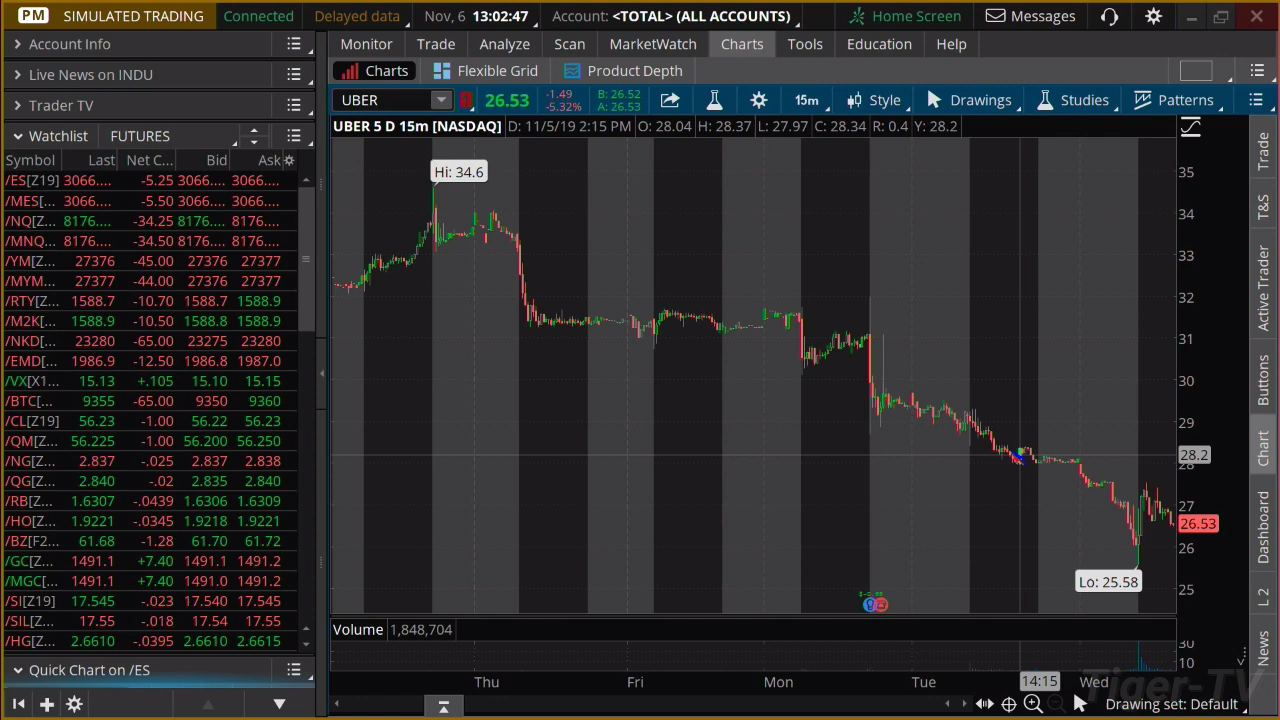 PM SIMULATED TRADING Connected Delayed data Nov, 6 13:02:47 Account: <TOTAL> (ALL ACCOUNTS) Home Screen Messages
Account Info
Live News on INDU
Trader TV
Watchlist FUTURES
Symbol Last Net C... Bid Ask
/ES[Z19] 3066.... -5.25 3066.... 3066....
/MES[... 3066.... -5.50 3066.... 3066....
/NQ[Z... 8176.... -34.25 8176.... 8176....
/MNQ... 8176.... -34.50 8176.... 8176....
/YM[Z... 27376 -45.00 27376 27377
/MYM... 27377 -44.00 27376 27377
/RTY[Z... 1588.7 -10.70 1588.7 1588.9
/M2K[... 1588.9 -10.50 1588.8 1588.9
/NKD[... 23280 -65.00 23275 23280
/EMD[... 1986.9 -12.50 1986.8 1987.0
/VX[X1... 15.13 +.105 15.10 15.15
/BTC[... 9355 -65.00 9350 9360
/CL[Z19] 56.23 -1.00 56.22 56.23
/QM[Z... 56.225 -1.00 56.200 56.250
/NG[Z... 2.837 -.025 2.837 2.838
/QG[Z... 2.840 -.02 2.835 2.840
/RB[Z... 1.6307 -.0439 1.6306 1.6309
/HO[Z... 1.9221 -.0345 1.9218 1.9221
/BZ[F2... 61.68 -1.28 61.70 61.72
/GC[Z... 1491.1 +7.40 1491.1 1491.2
/MGC[... 1491.1 +7.40 1491.0 1491.2
/SI[Z19] 17.545 -.023 17.540 17.545
/SIL[Z... 17.55 -.018 17.54 17.55
/HG[Z... 2.6610 -.0395 2.6610 2.6615
Quick Chart on /ES
Monitor Trade Analyze Scan MarketWatch Charts Tools Education Help
Charts Flexible Grid Product Depth
UBER 26.53 -1.49 B: 26.52 15m Style Drawings Studies Patterns
-5.32% A: 26.53
UBER 5 D 15m [NASDAQ] D: 11/5/19 2:15 PM O: 28.04 H: 28.37 L: 27.97 C: 28.34 R: 0.4 Y: 28.2
Hi: 34.6
35
34
33
32
31
30
29
28.2
28
27
26.53
26
Lo: 25.58
25
Volume 1,848,704
30
10
Thu Fri Mon Tue 14:15 Wed
Tiger-TV
Drawing set: Default
Trade
T&S
Active Trader
Buttons
Chart
Dashboard
L 2
News